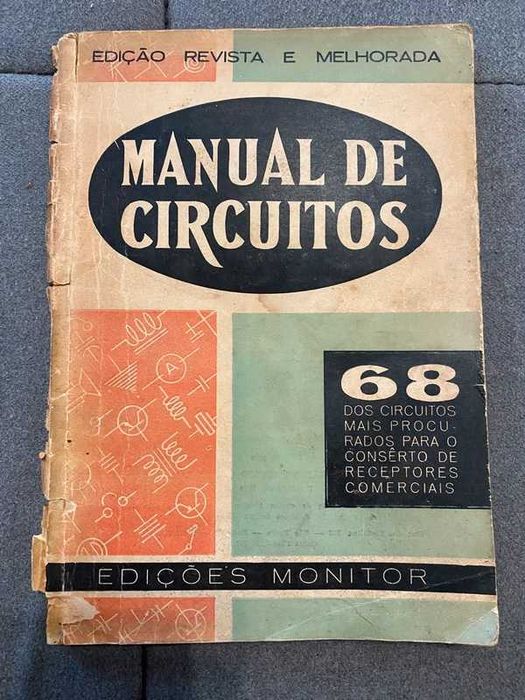 EDIÇÃO REVISTA E MELHORADA
MANUAL DE
CIRCUITOS
A
68
DOS CIRCUITOS
MAIS PROCU-
RADOS PARA O
CONSÊRTO DE
RECEPTORES
COMERCIAIS
EDIÇÕES MONITOR